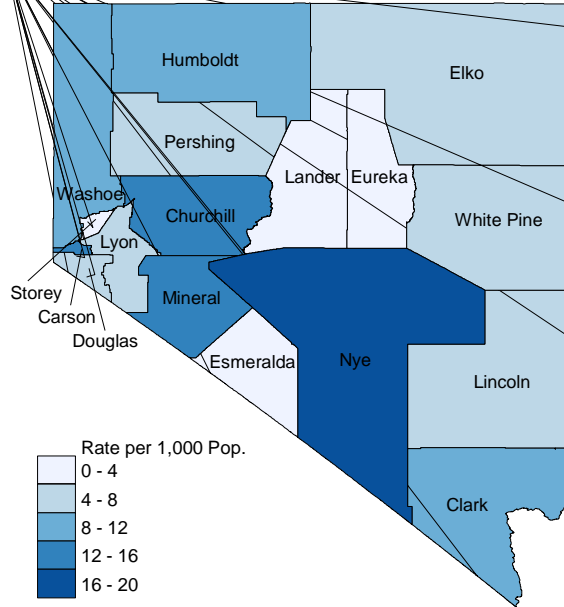 Humboldt
Elko
Pershing
Lander
Eureka
Washoe
Churchill
White Pine
Lyon
Storey
Carson
Douglas
Mineral
Esmeralda
Nye
Lincoln
Clark
Rate per 1,000 Pop.
0 - 4
4 - 8
8 - 12
12 - 16
16 - 20